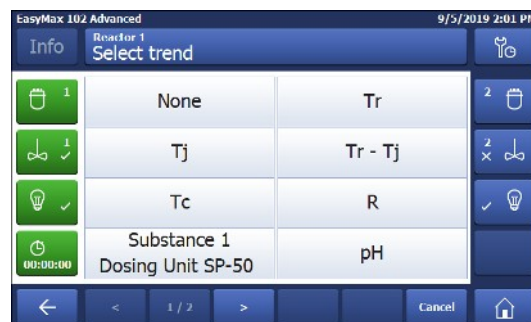 EasyMax 102 Advanced 9/5/2019 2:01 PM
Info
Reactor 1
Select trend
1
None
Tr
2
1
Tj
Tr - Tj
2
Tc
R
00:00:00
Substance 1
Dosing Unit SP-50
pH
<
1 / 2
>
Cancel